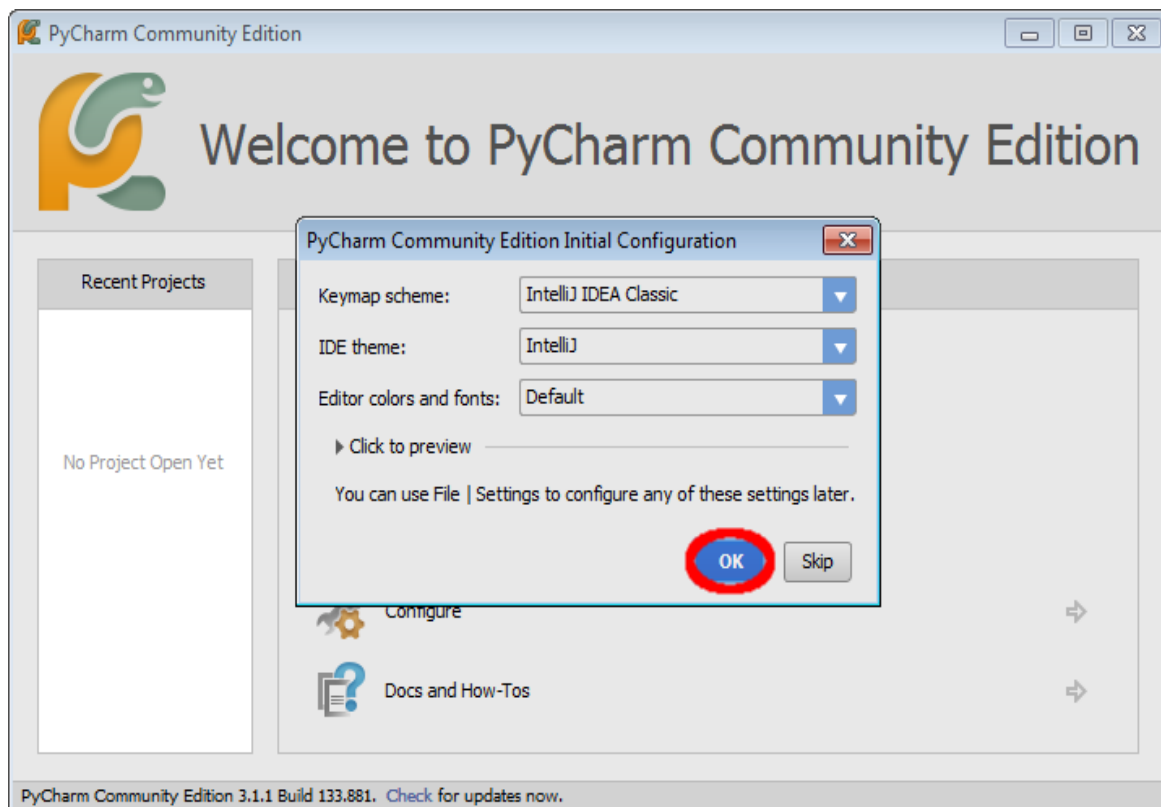 PyCharm Community Edition
Welcome to PyCharm Community Edition
PyCharm Community Edition Initial Configuration
Recent Projects
Keymap scheme: IntelliJ IDEA Classic
IDE theme: IntelliJ
Editor colors and fonts: Default
Click to preview
No Project Open Yet
You can use File | Settings to configure any of these settings later.
OK Skip
Configure
Docs and How-Tos
PyCharm Community Edition 3.1.1 Build 133.881. Check for updates now.